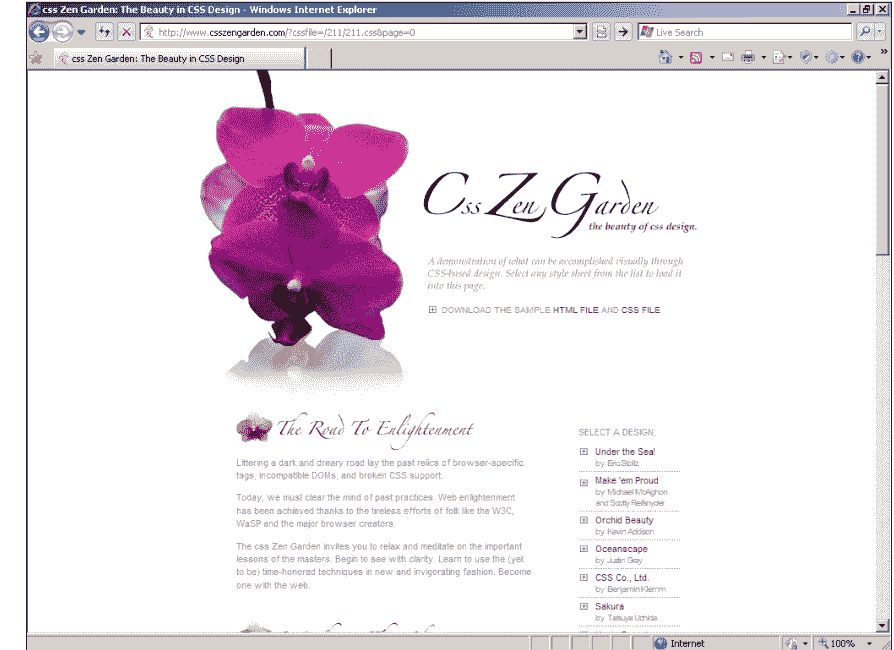 css Zen Garden: The Beauty in CSS Design - Windows Internet Explorer
http://www.csszengarden.com/?cssfile=/211/211.css&page=0
Live Search
css Zen Garden: The Beauty in CSS Design
Css Zen Garden
the beauty of css design.
A demonstration of what can be accomplished visually through
CSS-based design. Select any style sheet from the list to load it
into this page.
DOWNLOAD THE SAMPLE HTML FILE AND CSS FILE
The Road To Enlightenment
Littering a dark and dreary road lay the past relics of browser-specific
tags, incompatible DOMs, and broken CSS support.
Today, we must clear the mind of past practices. Web enlightenment
has been achieved thanks to the tireless efforts of folk like the W3C,
WaSP and the major browser creators.
The css Zen Garden invites you to relax and meditate on the important
lessons of the masters. Begin to see with clarity. Learn to use the (yet
to be) time-honored techniques in new and invigorating fashion. Become
one with the web.
SELECT A DESIGN:
Under the Sea!
by Eric Stoltz
Make 'em Proud
by Michael McAghon
and Scotty Reifsnyder
Orchid Beauty
by Kevin Addison
Oceanscape
by Justin Gray
CSS Co., Ltd.
by Benjamin Klemm
Sakura
by Tatsuya Uchida
Internet
100%